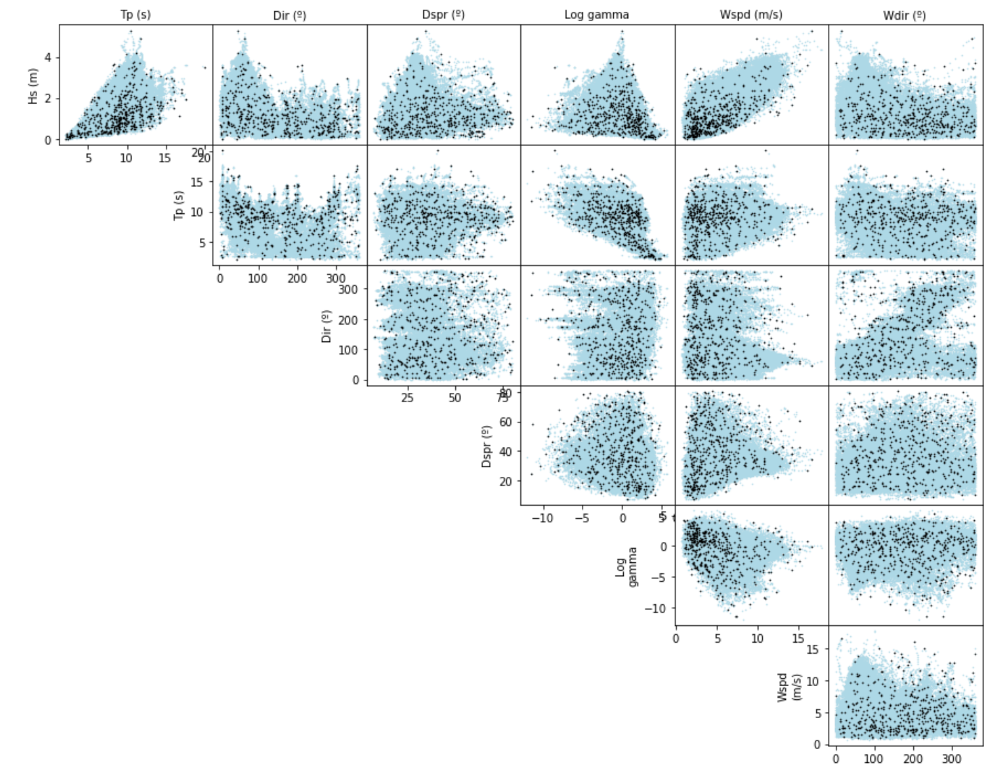 Tp (s) Dir (º) Dspr (º) Log gamma Wspd (m/s) Wdir (º)
Hs (m)
4
2
0
5 10 15 20
Tp (s)
20
15
10
5
0 100 200 300
Dir (º)
300
200
100
0
25 50 75
Dspr (º)
80
60
40
20
−10 −5 0 5
Log
gamma
5
0
−5
−10
0 5 10 15
Wspd
(m/s)
15
10
5
0
0 100 200 300